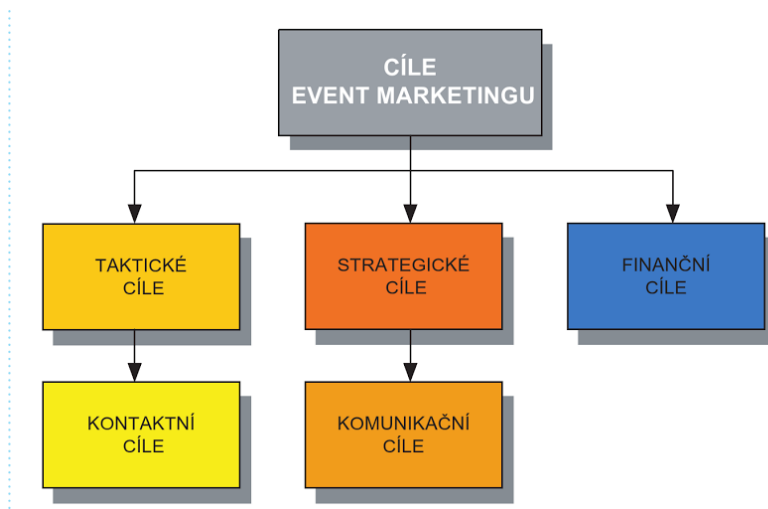 CÍLE
EVENT MARKETINGU
TAKTICKÉ
CÍLE
STRATEGICKÉ
CÍLE
FINANČNÍ
CÍLE
KONTAKTNÍ
CÍLE
KOMUNIKAČNÍ
CÍLE